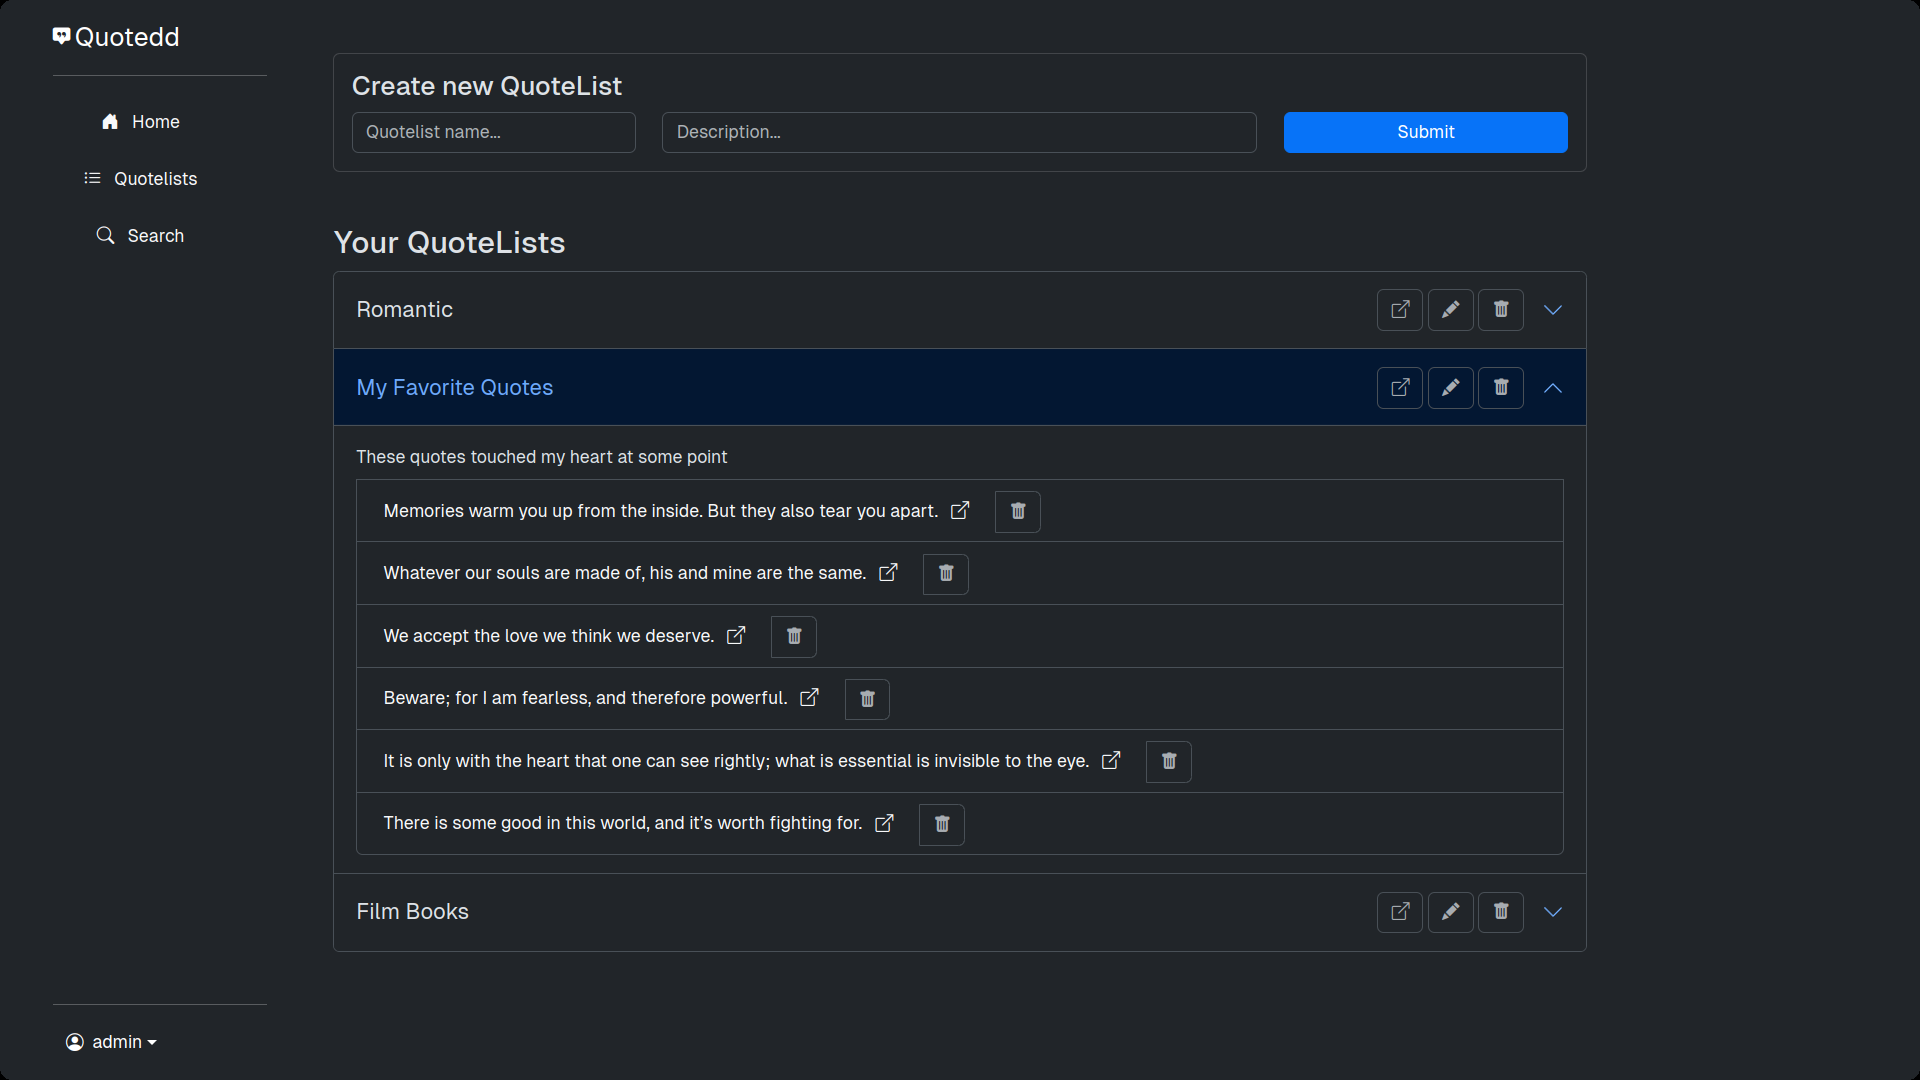 Quotedd
Home
Quotelists
Search
Create new QuoteList
Quotelist name...
Description...
Submit
Your QuoteLists
Romantic
My Favorite Quotes
These quotes touched my heart at some point
Memories warm you up from the inside. But they also tear you apart.
Whatever our souls are made of, his and mine are the same.
We accept the love we think we deserve.
Beware; for I am fearless, and therefore powerful.
It is only with the heart that one can see rightly; what is essential is invisible to the eye.
There is some good in this world, and it’s worth fighting for.
Film Books
admin